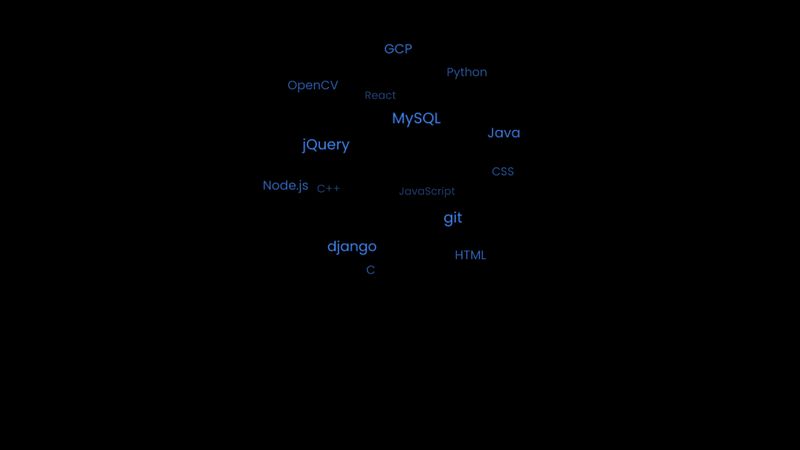 GCP
Python
OpenCV
React
MySQL
Java
jQuery
CSS
Node.js
C++
JavaScript
git
django
HTML
C